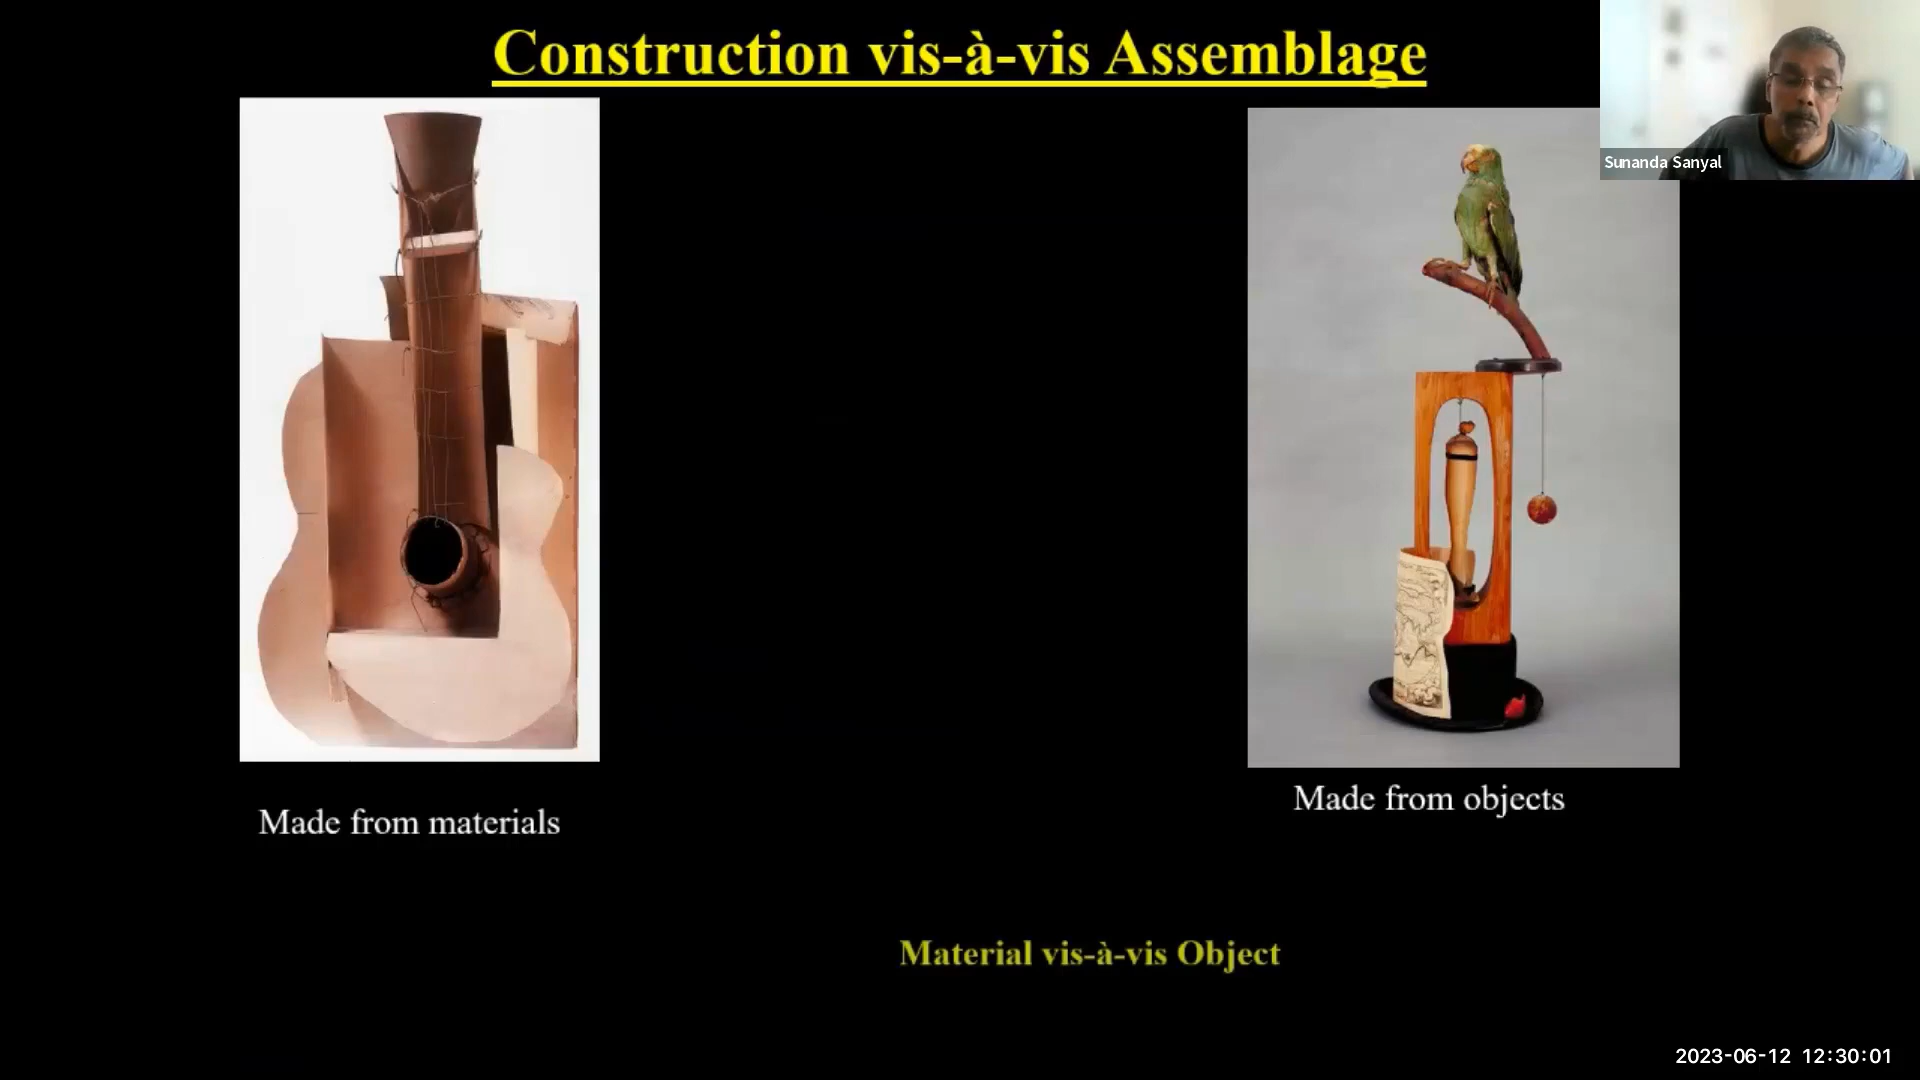 Construction vis-à-vis Assemblage
Sunanda Sanyal
Made from materials
Made from objects
Material vis-à-vis Object
2023-06-12 12:30:01